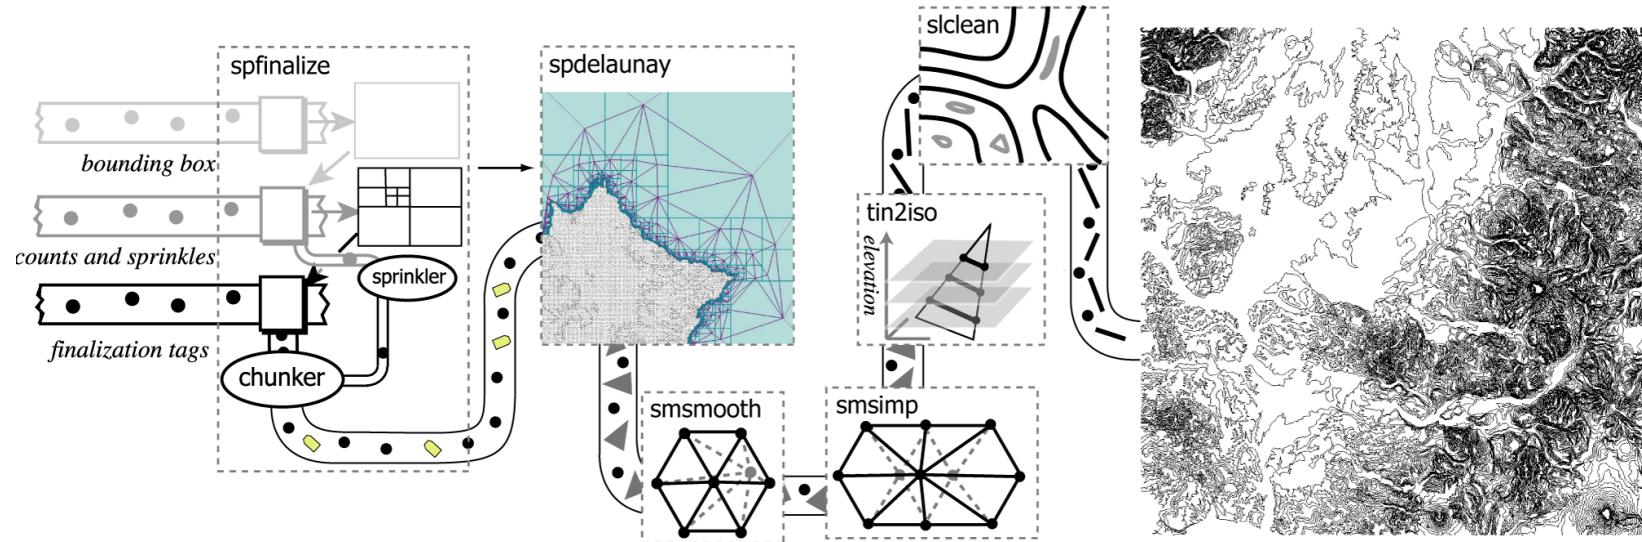 spfinalize
bounding box
counts and sprinkles
sprinkler
finalization tags
chunker
spdelaunay
smsmooth
smsimp
tin2iso
elevation
slclean